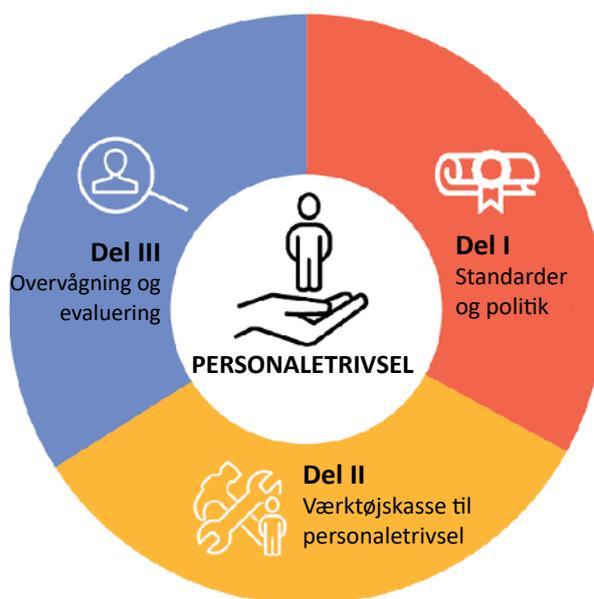 Del I
Standarder
og politik
Del II
Værktøjskasse til
personaletrivsel
Del III
Overvågning og
evaluering
PERSONALETRIVSEL